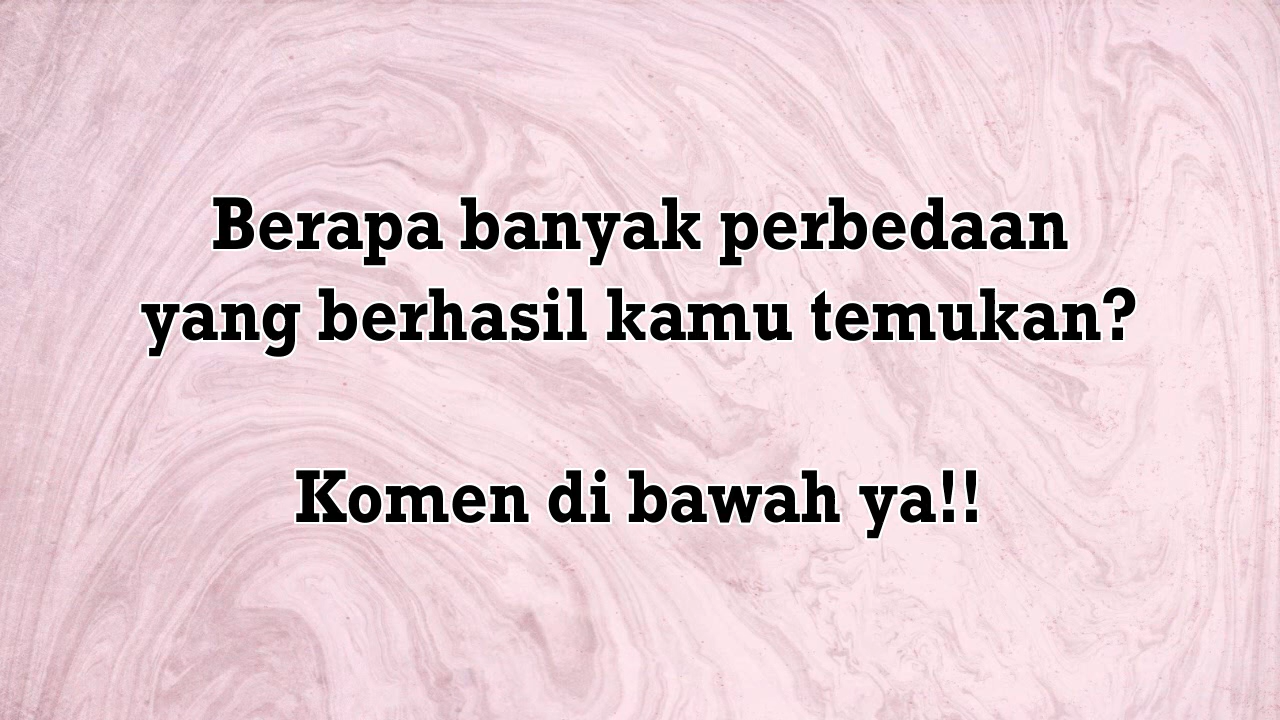 Berapa banyak perbedaan
yang berhasil kamu temukan?
Komen di bawah ya!!